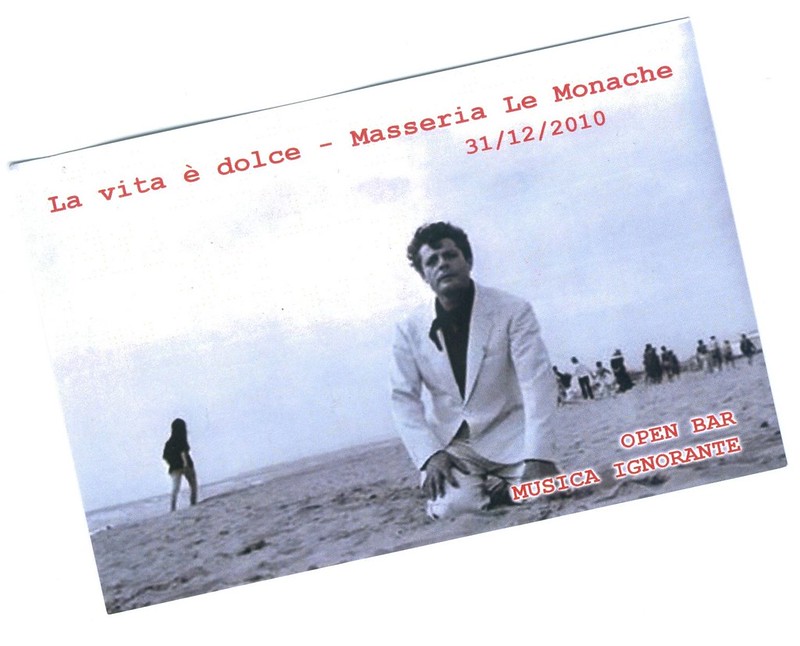 La vita è dolce - Masseria Le Monache
31/12/2010
OPEN BAR
MUSICA IGNORANTE